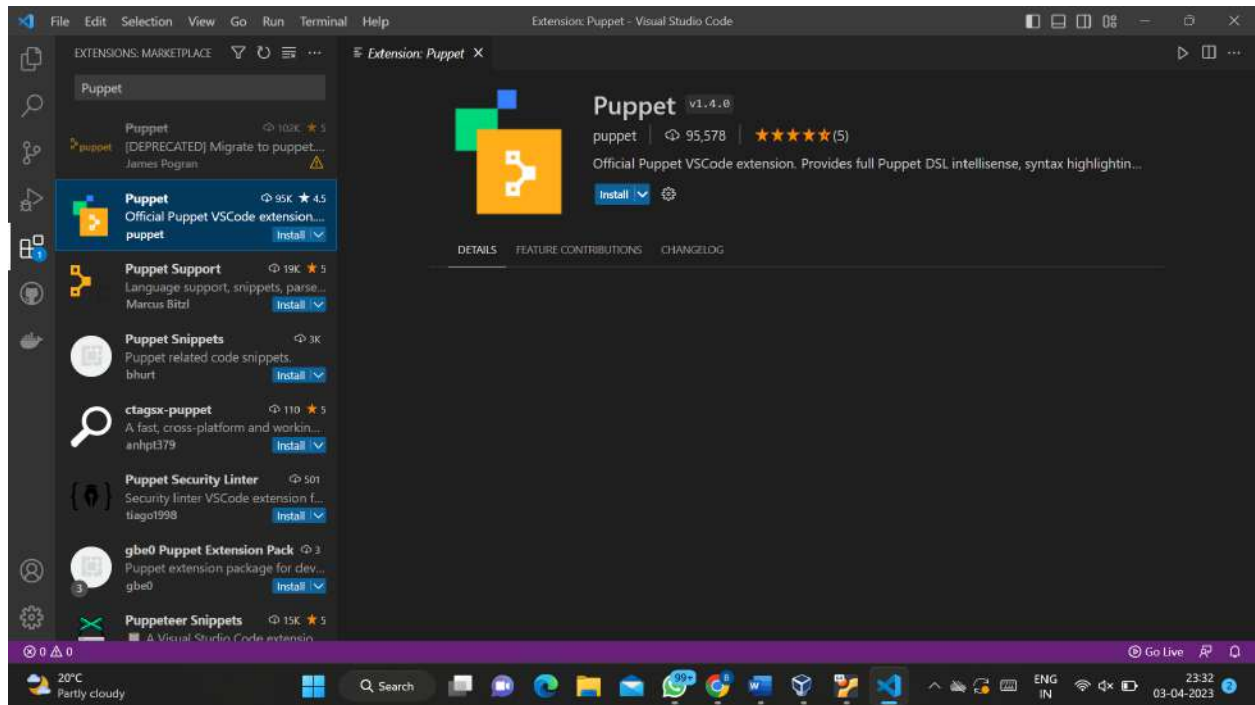 File Edit Selection View Go Run Terminal Help
Extension: Puppet - Visual Studio Code
EXTENSIONS: MARKETPLACE
Extension: Puppet
Puppet
Puppet 102K ★ 5
puppet
[DEPRECATED] Migrate to puppet....
James Pogran
Puppet 95K ★ 4.5
Official Puppet VSCode extension....
puppet Install
Puppet Support 19K ★ 5
Language support, snippets, parse...
Marcus Bitzl Install
Puppet Snippets 3K
Puppet related code snippets.
bhurt Install
ctagsx-puppet 110 ★ 5
A fast, cross-platform and workin...
anhpt379 Install
Puppet Security Linter 501
Security linter VSCode extension f...
tiago1998 Install
gbe0 Puppet Extension Pack 3
Puppet extension package for dev...
3
gbe0 Install
Puppeteer Snippets 15K ★ 5
A Visual Studio Code extensio
1
Puppet v1.4.0
puppet 95,578 ★★★★★(5)
Official Puppet VSCode extension. Provides full Puppet DSL intellisense, syntax highlightin...
Install
DETAILS FEATURE CONTRIBUTIONS CHANGELOG
0 0
Go Live
20°C
Partly cloudy
Search
99+
ENG
IN
23:32
03-04-2023
2